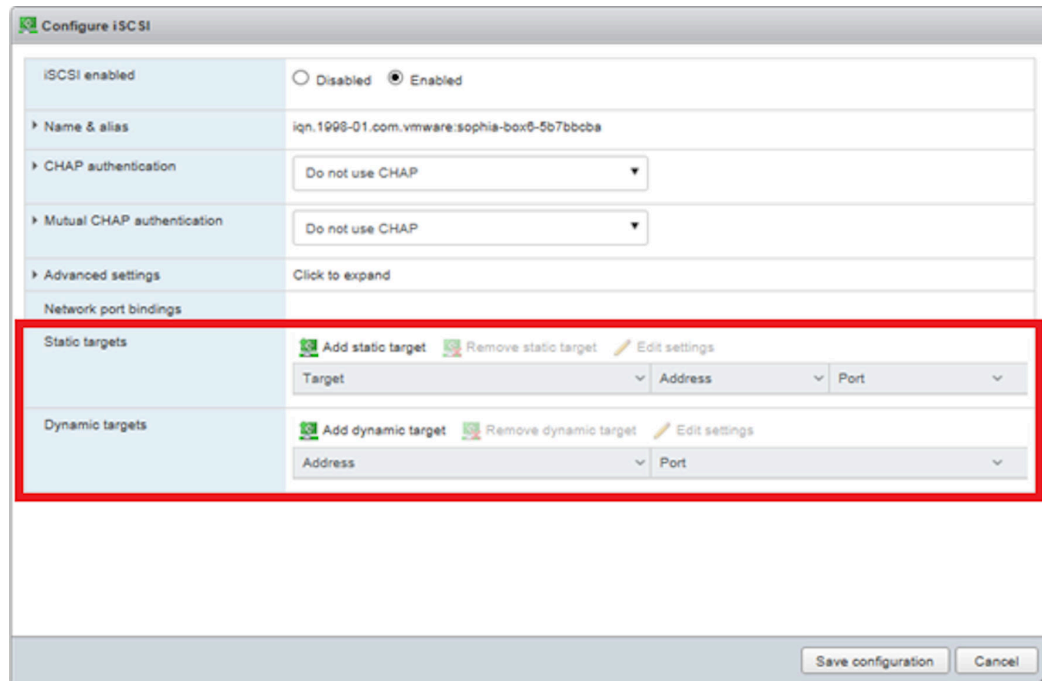 Configure iSCSI
iSCSI enabled
Disabled Enabled
Name & alias
iqn.1998-01.com.vmware:sophia-box6-5b7bbcba
CHAP authentication
Do not use CHAP
Mutual CHAP authentication
Do not use CHAP
Advanced settings
Click to expand
Network port bindings
Static targets
Add static target Remove static target Edit settings
Target Address Port
Dynamic targets
Add dynamic target Remove dynamic target Edit settings
Address Port
Save configuration Cancel